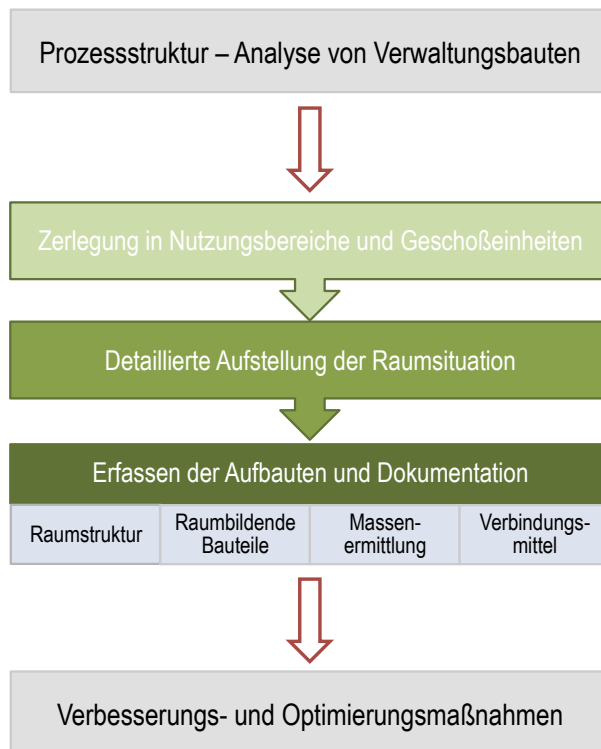 Prozessstruktur – Analyse von Verwaltungsbauten
Zerlegung in Nutzungsbereiche und Geschoßeinheiten
Detaillierte Aufstellung der Raumsituation
Erfassen der Aufbauten und Dokumentation
Raumstruktur
Raumbildende
Bauteile
Massen-
ermittlung
Verbindungs-
mittel
Verbesserungs- und Optimierungsmaßnahmen